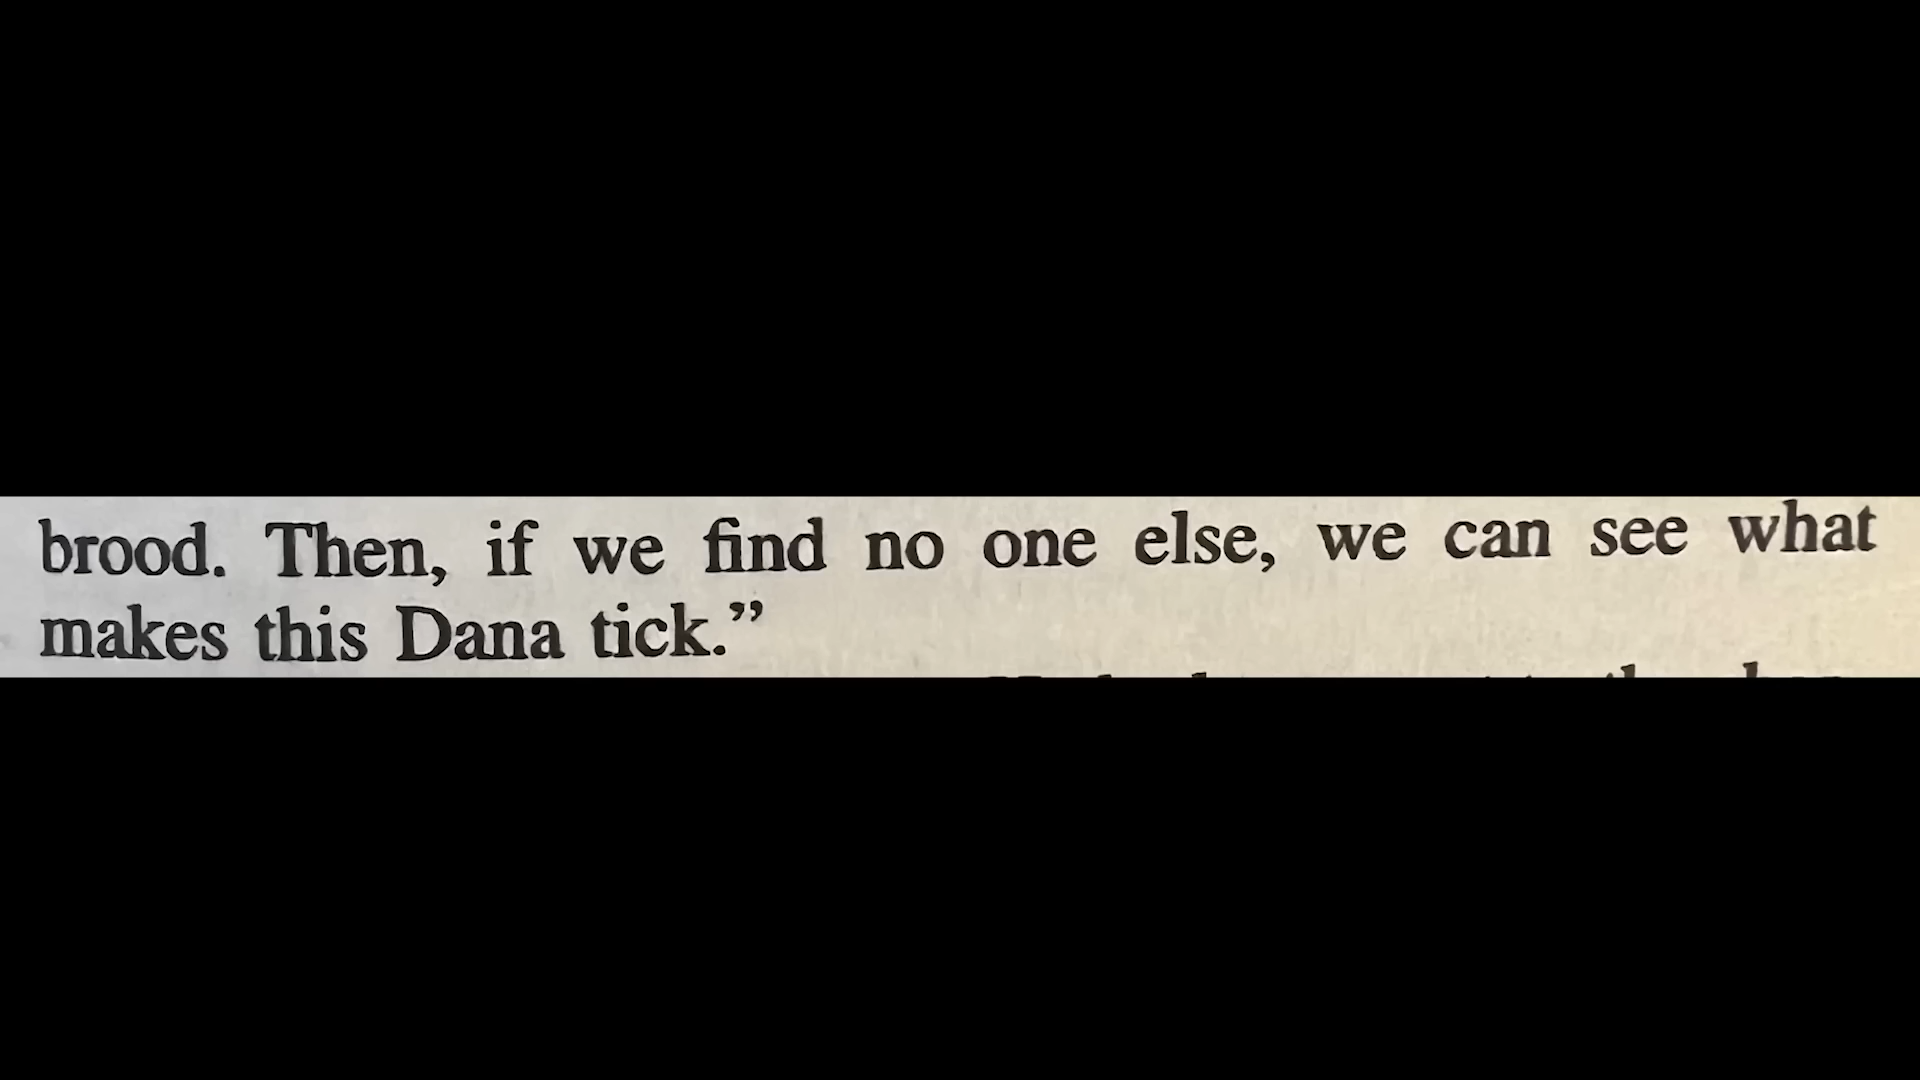 brood. Then, if we find no one else, we can see what
makes this Dana tick.”